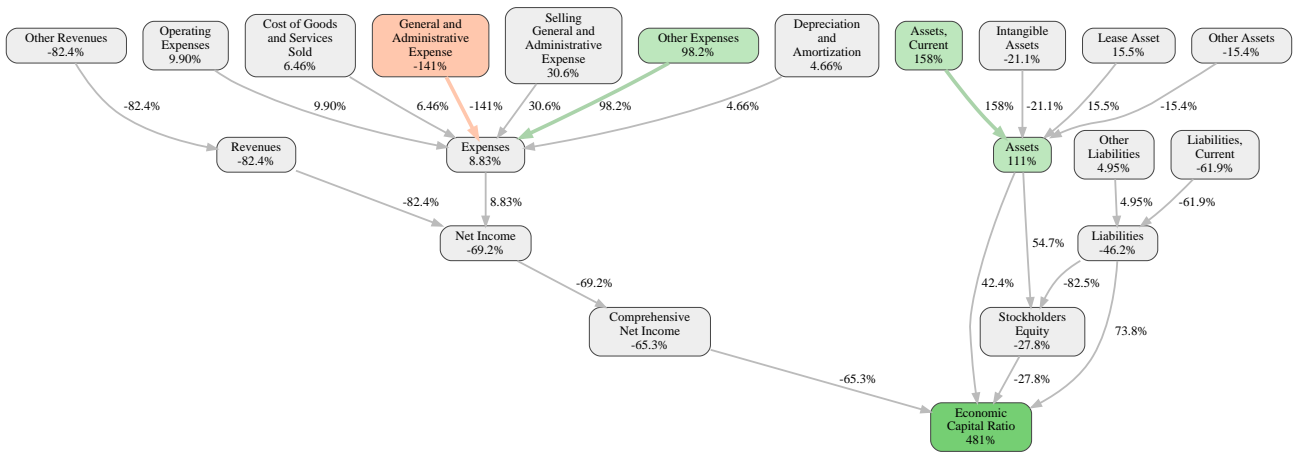 Other Revenues
-82.4%
Operating
Expenses
9.90%
Cost of Goods
and Services
Sold
6.46%
General and
Administrative
Expense
-141%
Selling
General and
Administrative
Expense
30.6%
Other Expenses
98.2%
Depreciation
and
Amortization
4.66%
Assets,
Current
158%
Intangible
Assets
-21.1%
Lease Asset
15.5%
Other Assets
-15.4%
-82.4%
9.90%
6.46%
-141%
30.6%
98.2%
4.66%
158%
-21.1%
15.5%
-15.4%
Revenues
-82.4%
Expenses
8.83%
Assets
111%
Other
Liabilities
4.95%
Liabilities,
Current
-61.9%
-82.4%
8.83%
4.95%
-61.9%
Net Income
-69.2%
54.7%
Liabilities
-46.2%
-69.2%
42.4%
-82.5%
Comprehensive
Net Income
-65.3%
Stockholders
Equity
-27.8%
73.8%
-65.3%
-27.8%
Economic
Capital Ratio
481%